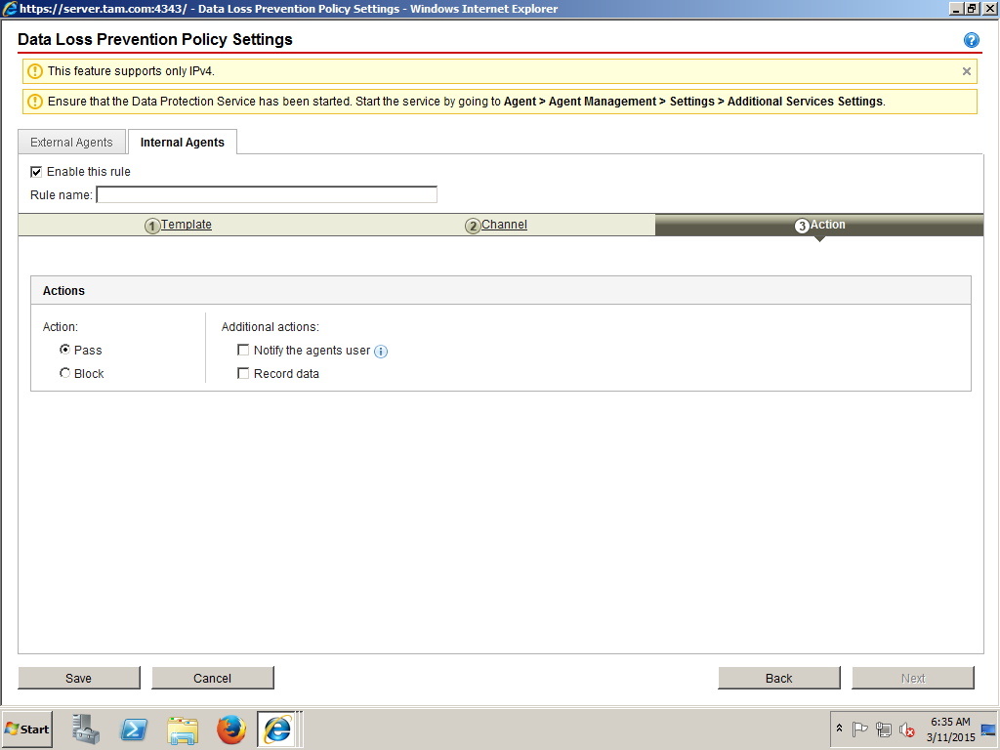 https://server.tam.com:4343/ - Data Loss Prevention Policy Settings - Windows Internet Explorer
Data Loss Prevention Policy Settings
?
This feature supports only IPv4.
Ensure that the Data Protection Service has been started. Start the service by going to Agent > Agent Management > Settings > Additional Services Settings.
External Agents Internal Agents
Enable this rule
Rule name:
1 Template 2 Channel 3 Action
Actions
Action: Additional actions:
Pass Notify the agents user i
Block Record data
Save Cancel Back Next
Start
6:35 AM
3/11/2015